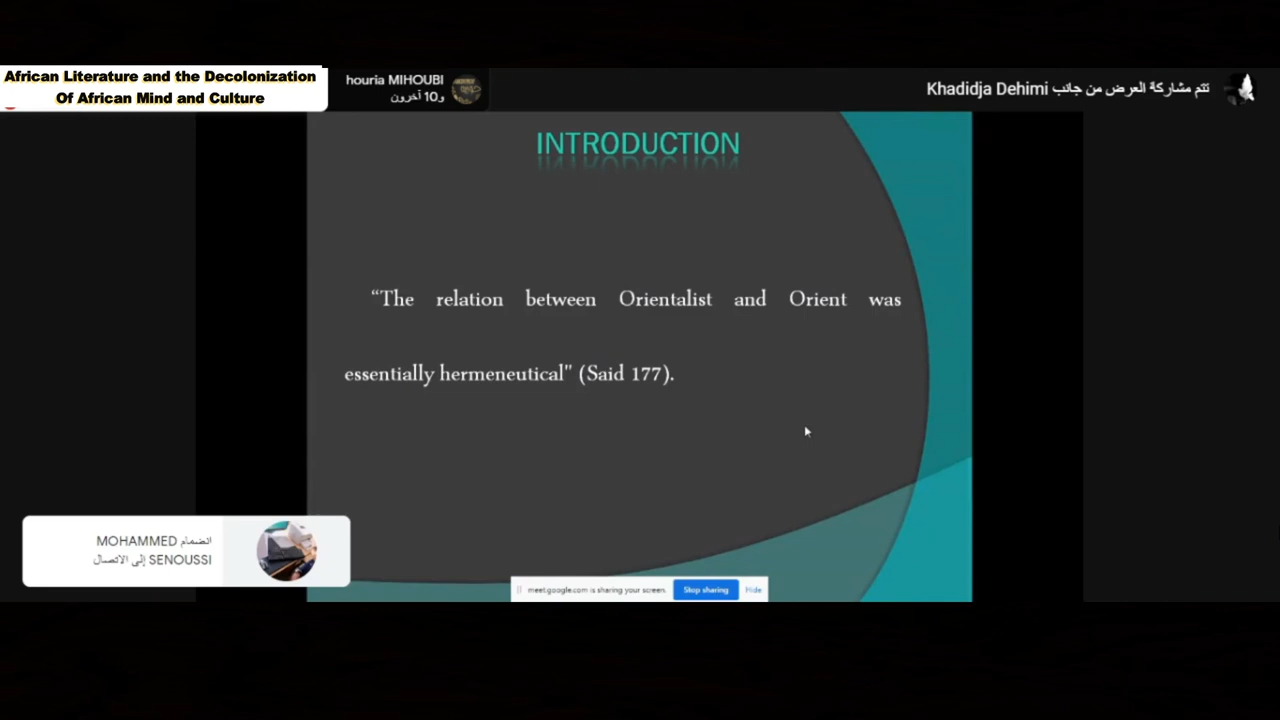 African Literature and the Decolonization
Of African Mind and Culture
houria MIHOUBI
و10 آخرون
تتم مشاركة العرض من جانب Khadidja Dehimi
INTRODUCTION
“The relation between Orientalist and Orient was
essentially hermeneutical" (Said 177).
انضمام MOHAMMED
SENOUSSI إلى الاتصال
meet.google.com is sharing your screen.
Stop sharing
Hide